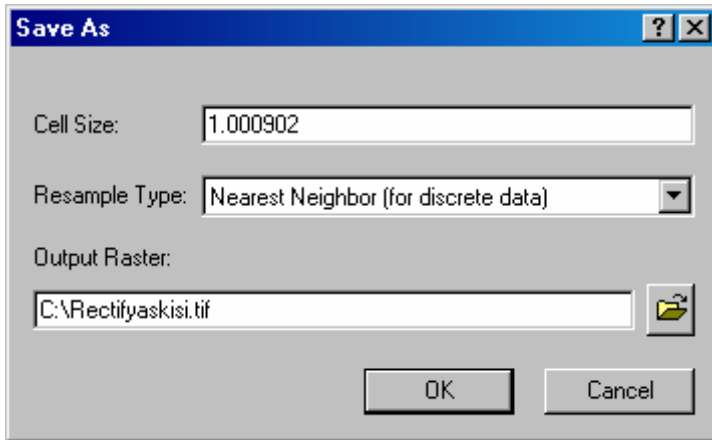 Save As
Cell Size: 1.000902
Resample Type: Nearest Neighbor (for discrete data)
Output Raster:
C:\Rectifyaskisi.tif
OK Cancel